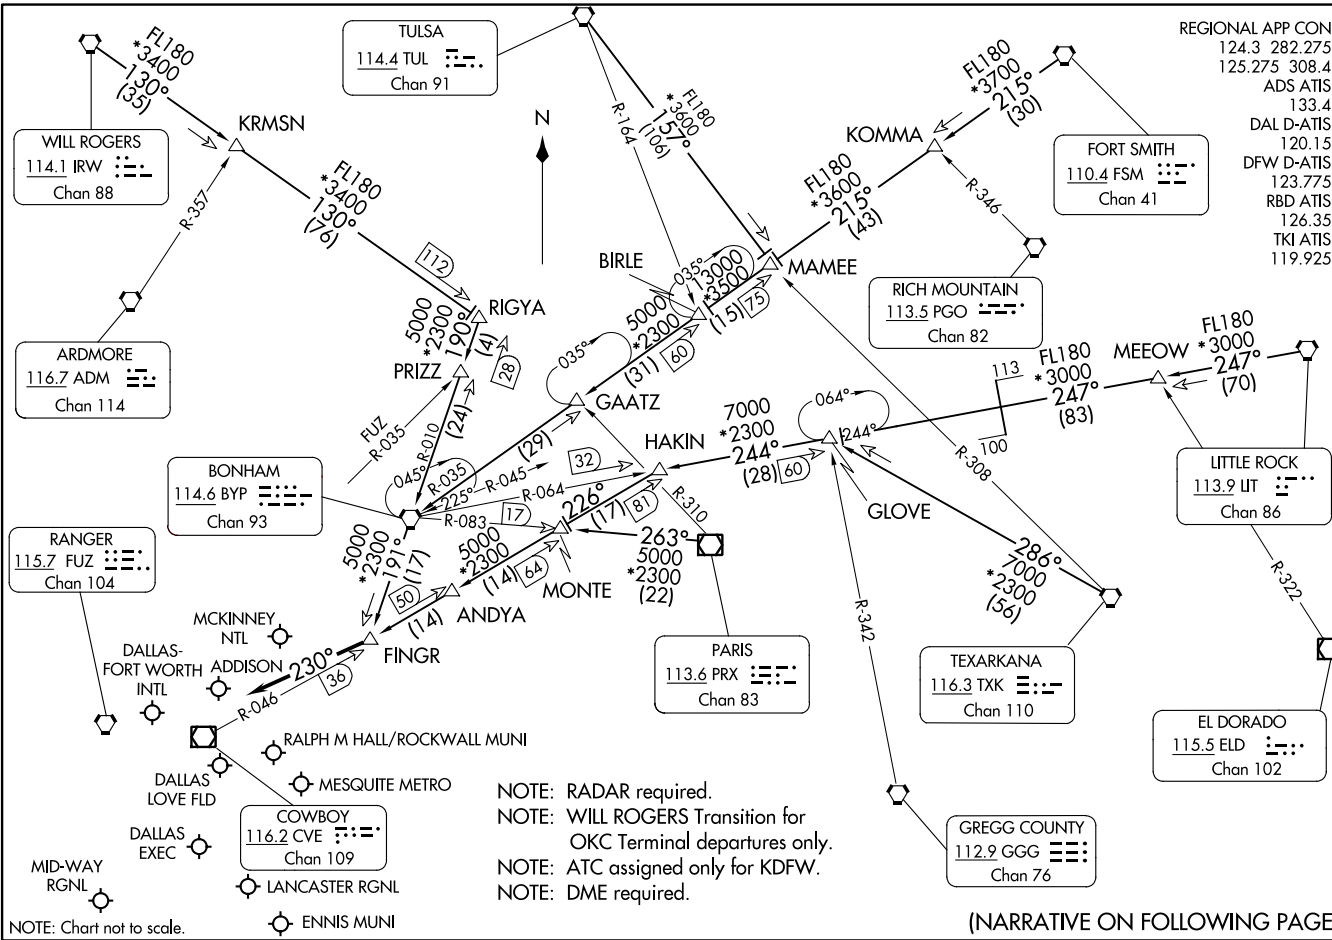 REGIONAL APP CON
124.3 282.275
125.275 308.4
ADS ATIS
133.4
DAL D-ATIS
120.15
DFW D-ATIS
123.775
RBD ATIS
126.35
TKI ATIS
119.925
TULSA
114.4 TUL
Chan 91
WILL ROGERS
114.1 IRW
Chan 88
FL180
*3400
130°
(35)
KRMSN
R-357
FL180
*3400
130°
(76)
112
N
R-164
FL180
*3600
157°
(106)
FL180
*3700
215°
(30)
KOMMA
FORT SMITH
110.4 FSM
Chan 41
FL180
*3600
215°
(43)
R-346
RICH MOUNTAIN
113.5 PGO
Chan 82
MAMEE
BIRLE
035°
13000
*3500
(15)
75
RIGYA
5000
*2300
190°
(4)
28
PRIZZ
ARDMORE
116.7 ADM
Chan 114
FUZ
R-035
R-010
(24)
5000
*2300
(31)
60
035°
GAATZ
(29)
R-035
045°
225°
R-045
R-064
32
R-083
17
BONHAM
114.6 BYP
Chan 93
RANGER
115.7 FUZ
Chan 104
HAKIN
7000
*2300
244°
(28)
60
064°
244°
GLOVE
113
100
FL180
*3000
247°
(83)
MEEOW
FL180
*3000
247°
(70)
LITTLE ROCK
113.9 LIT
Chan 86
R-322
R-308
R-310
226°
(17)
81
263°
5000
*2300
(22)
MONTE
5000
*2300
(14)
64
ANDYA
5000
*2300
191°
(17)
50
(14)
FINGR
230°
R-046
36
286°
7000
*2300
(56)
R-342
PARIS
113.6 PRX
Chan 83
TEXARKANA
116.3 TXK
Chan 110
EL DORADO
115.5 ELD
Chan 102
GREGG COUNTY
112.9 GGG
Chan 76
MCKINNEY
NTL
DALLAS-
FORT WORTH
INTL
ADDISON
RALPH M HALL/ROCKWALL MUNI
DALLAS
LOVE FLD
MESQUITE METRO
COWBOY
116.2 CVE
Chan 109
DALLAS
EXEC
MID-WAY
RGNL
LANCASTER RGNL
ENNIS MUNI
NOTE: RADAR required.
NOTE: WILL ROGERS Transition for
OKC Terminal departures only.
NOTE: ATC assigned only for KDFW.
NOTE: DME required.
NOTE: Chart not to scale.
(NARRATIVE ON FOLLOWING PAGE